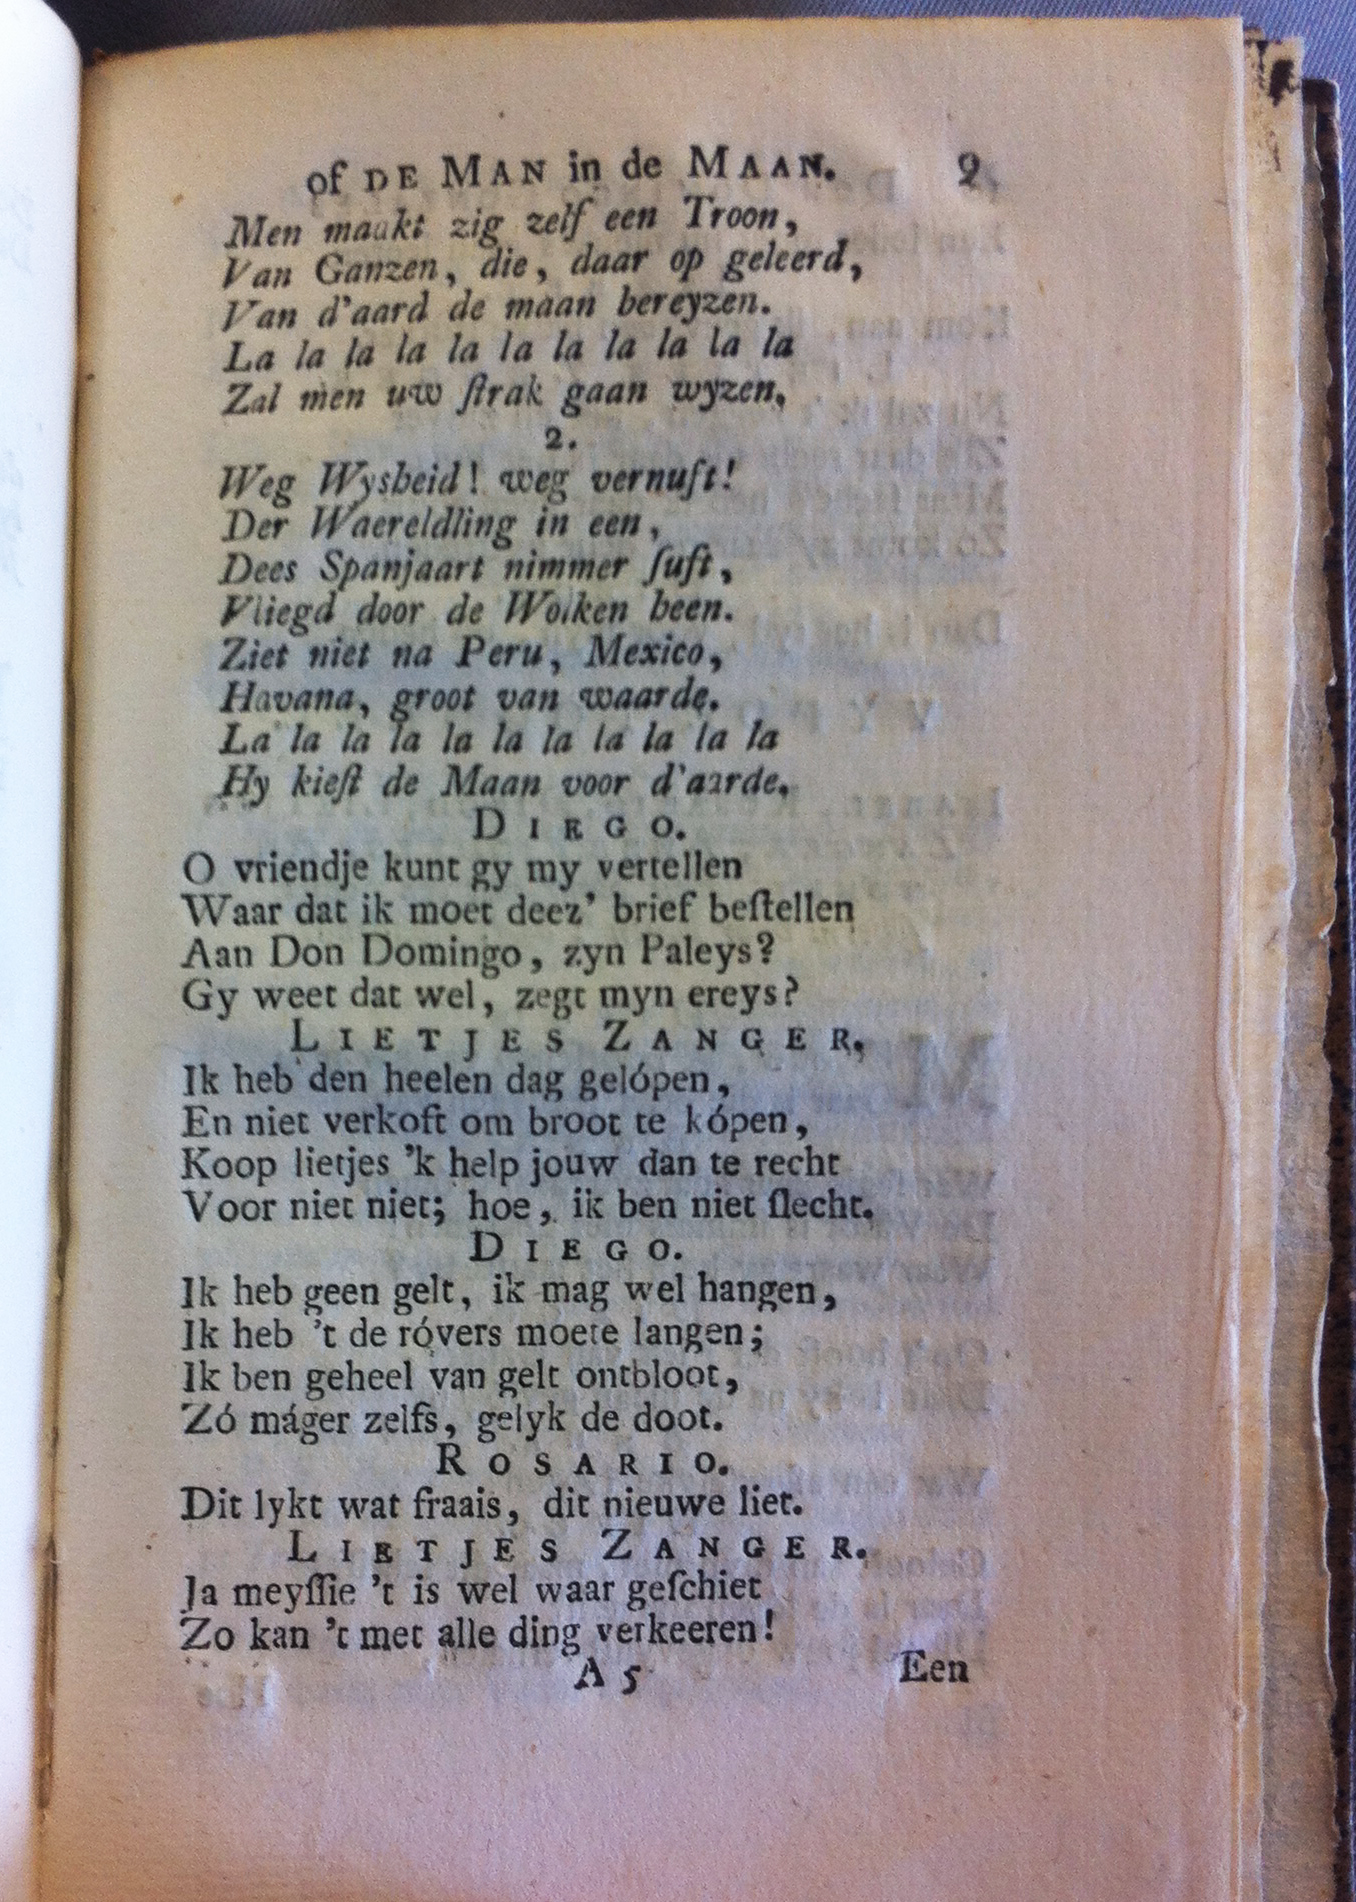 of DE MAN in de MAAN. 9
Men maakt zig zelf een Troon,
Van Ganzen, die, daar op geleerd,
Van d'aard de maan bereyzen.
La la la la la la la la la la la
Zal men uw ſtrak gaan wyzen,
2.
Weg Wysheid! weg vernuft!
Der Waereldling in een,
Dees Spanjaart nimmer ſuft,
Vliegd door de Wolken heen.
Ziet niet na Peru, Mexico,
Havana, groot van waarde.
La la la la la la la la la la la
Hy kieſt de Maan voor d'aarde.
DIEGO.
O vriendje kunt gy my vertellen
Waar dat ik moet deez' brief beſtellen
Aan Don Domingo, zyn Paleys?
Gy weet dat wel, zegt myn ereys?
LIETJES ZANGER,
Ik heb den heelen dag gelópen,
En niet verkoft om broot te kópen,
Koop lietjes 'k help jouw dan te recht
Voor niet niet; hoe, ik ben niet ſlecht.
DIEGO.
Ik heb geen gelt, ik mag wel hangen,
Ik heb 't de róvers moete langen;
Ik ben geheel van gelt ontbloot,
Zó máger zelfs, gelyk de doot.
ROSARIO.
Dit lykt wat fraais, dit nieuwe liet.
LIETJES ZANGER.
Ja meyſſie 't is wel waar geſchiet
Zo kan 't met alle ding verkeeren!
A 5 Een